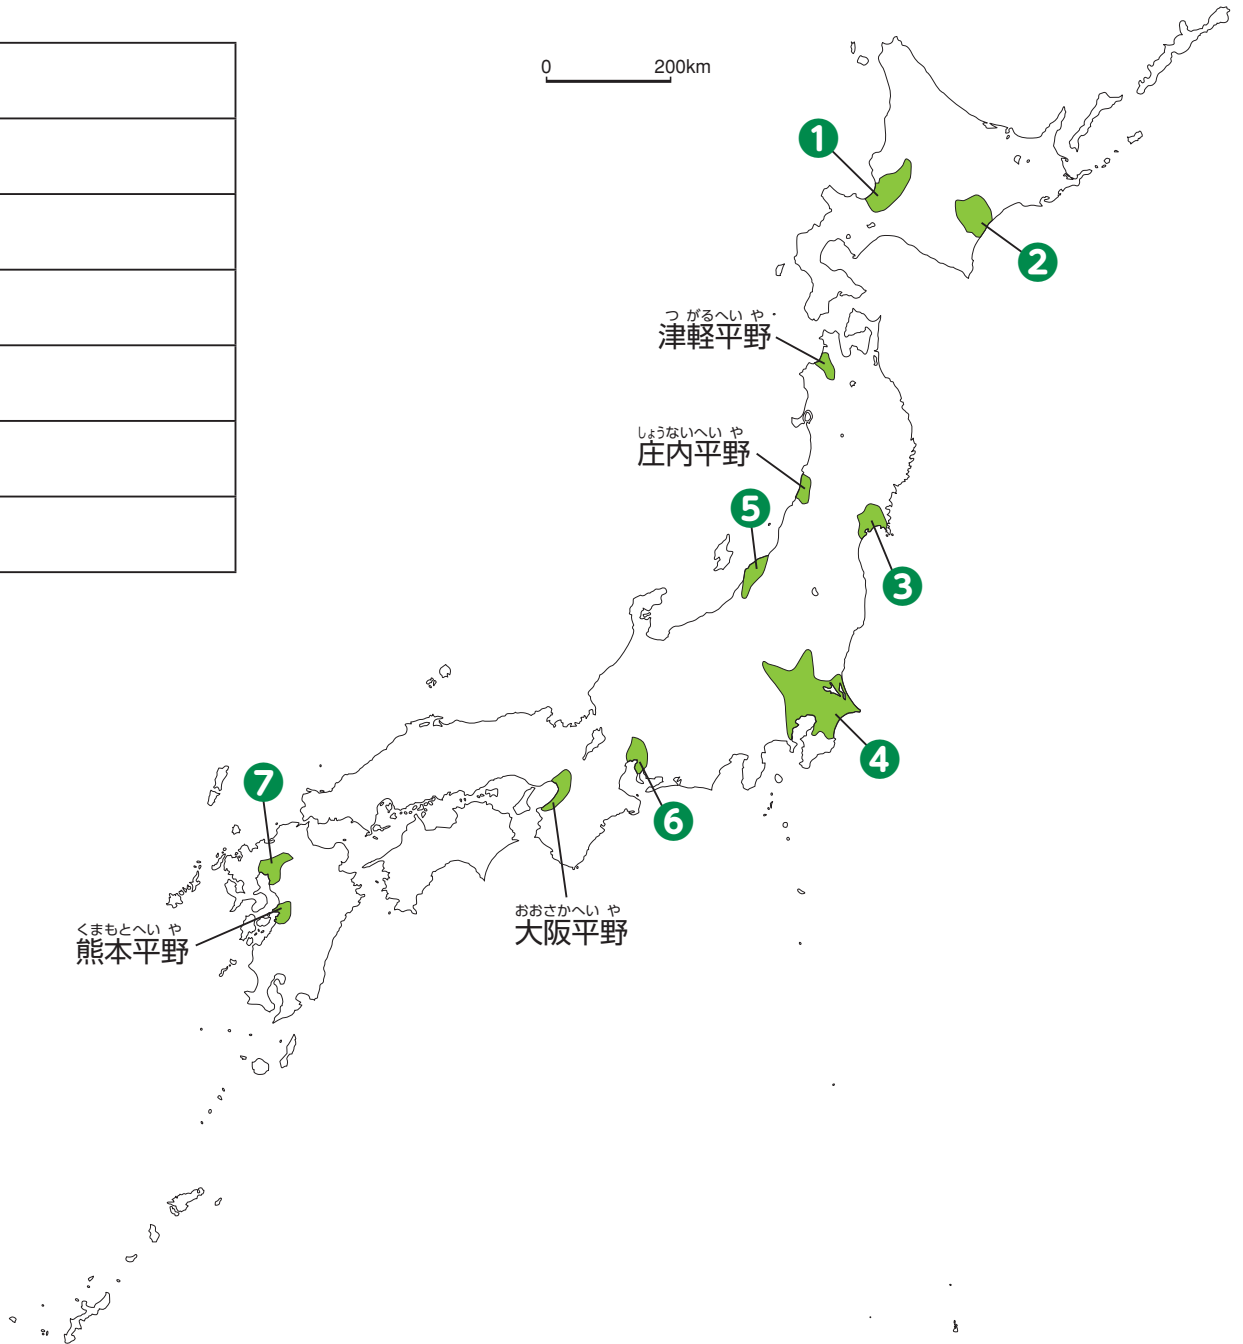 0 200km
1
2
つがるへいや
津軽平野
しょうないへいや
庄内平野
5
3
4
7
6
おおさかへいや
大阪平野
くまもとへいや
熊本平野